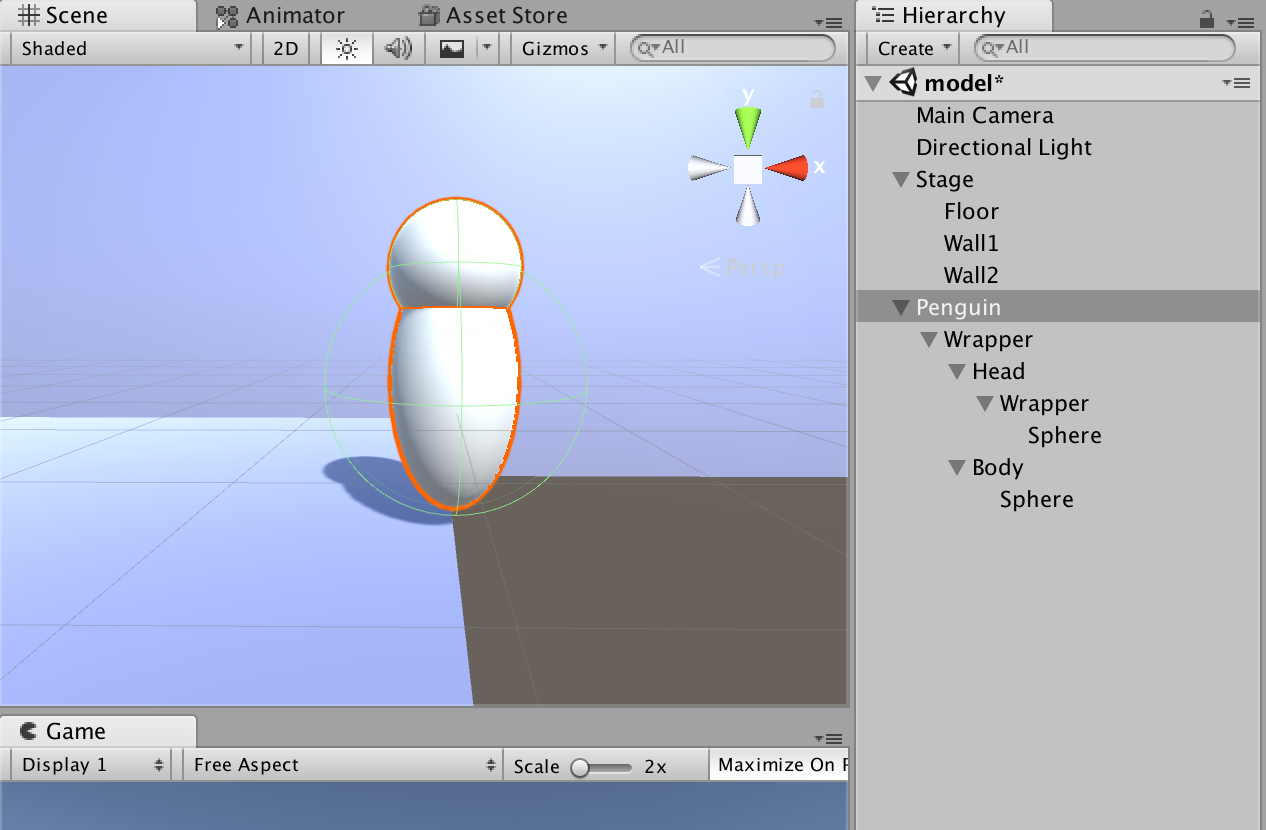 Scene Animator Asset Store
Shaded 2D Gizmos All
y
x
Persp
Game
Display 1 Free Aspect Scale 2x Maximize On
Hierarchy
Create All
model*
Main Camera
Directional Light
Stage
Floor
Wall1
Wall2
Penguin
Wrapper
Head
Wrapper
Sphere
Body
Sphere